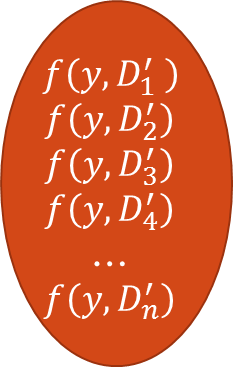 f(y, D′₁ )
f(y, D′₂)
f(y, D′₃)
f(y, D′₄)
...
f(y, D′ₙ)